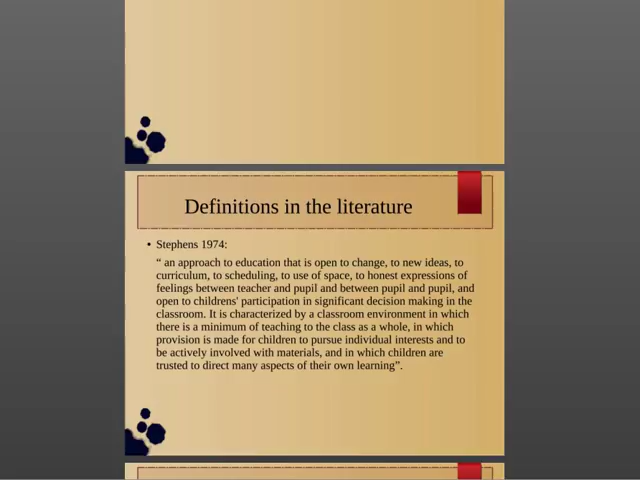 Definitions in the literature
• Stephens 1974:
“ an approach to education that is open to change, to new ideas, to
curriculum, to scheduling, to use of space, to honest expressions of
feelings between teacher and pupil and between pupil and pupil, and
open to childrens' participation in significant decision making in the
classroom. It is characterized by a classroom environment in which
there is a minimum of teaching to the class as a whole, in which
provision is made for children to pursue individual interests and to
be actively involved with materials, and in which children are
trusted to direct many aspects of their own learning”.